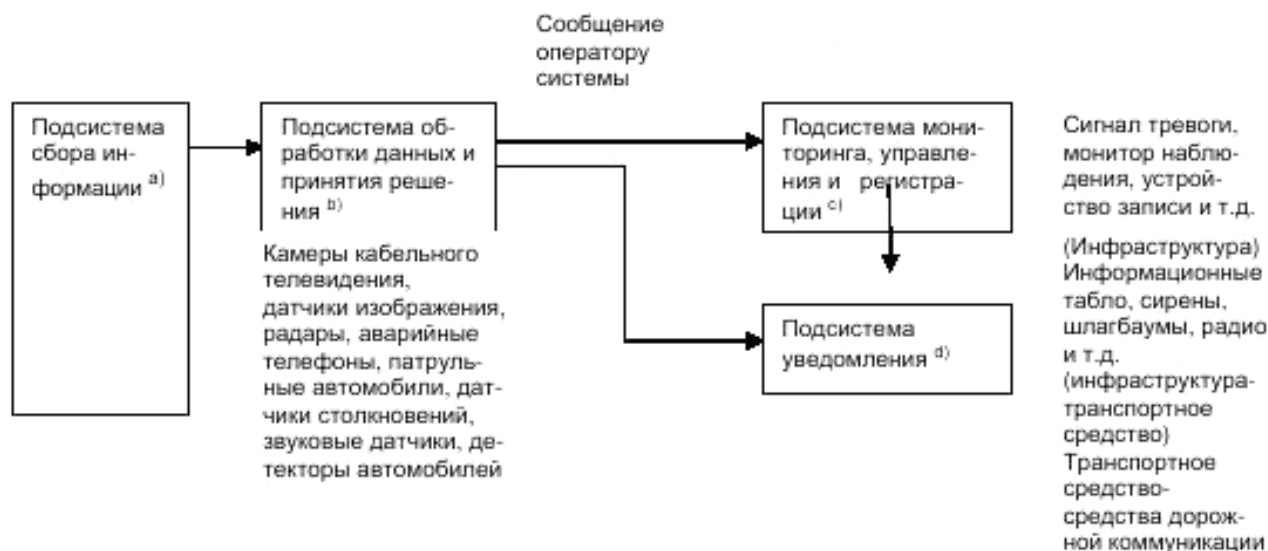 Сообщение
оператору
системы
Подсистема
сбора ин-
формации a)
Подсистема об-
работки данных и
принятия реше-
ния b)
Камеры кабельного
телевидения,
датчики изображения,
радары, аварийные
телефоны, патруль-
ные автомобили, дат-
чики столкновений,
звуковые датчики, де-
текторы автомобилей
Подсистема мони-
торинга, управле-
ния и регистра-
ции c)
Подсистема
уведомления d)
Сигнал тревоги,
монитор наблю-
дения, устрой-
ство записи и т.д.
(Инфраструктура)
Информационные
табло, сирены,
шлагбаумы, радио
и т.д.
(инфраструктура-
транспортное
средство)
Транспортное
средство-
средства дорож-
ной коммуникации